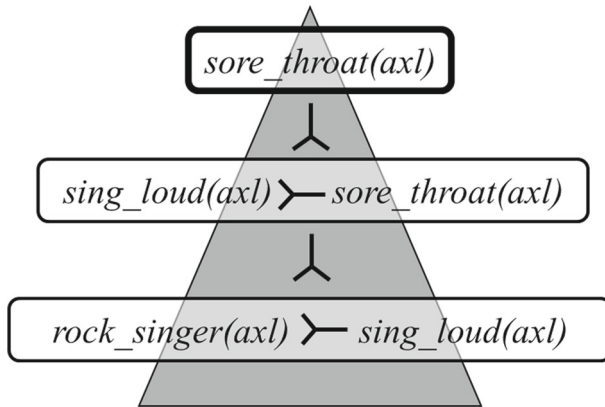 sore_throat(axl)
sing_loud(axl) ⤚ sore_throat(axl)
rock_singer(axl) ⤚ sing_loud(axl)